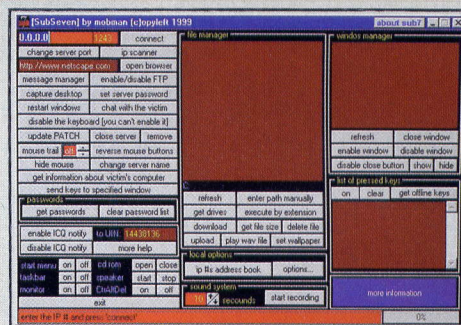 [SubSeven] by mobman [c]opyleft 1999
about sub7
0.0.0.0 1243 connect
change server port ip scanner
http://www.netscape.com open browser
message manager enable/disable FTP
capture desktop set server password
restart windows chat with the victim
disable the keyboard [you can't enable it]
update PATCH close server remove
mouse trail off reverse mouse buttons
hide mouse change server name
get information about victim's computer
send keys to specified window
passwords
get passwords clear password list
enable ICQ notify to UIN: 14438136
disable ICQ notify more help
start menu on off cd rom open close
taskbar on off speaker start stop
monitor on off CtrlAltDel on off
exit
enter the IP # and press 'connect'
file manager
C:
refresh enter path manually
get drives execute by extension
download get file size delete file
upload play wav file set wallpaper
local options
ip #s address book options...
sound system
10 recounds start recording
windos manager
refresh close window
enable window disable window
disable close button show hide
list of pressed keys
on clear get offline keys
more information
0%